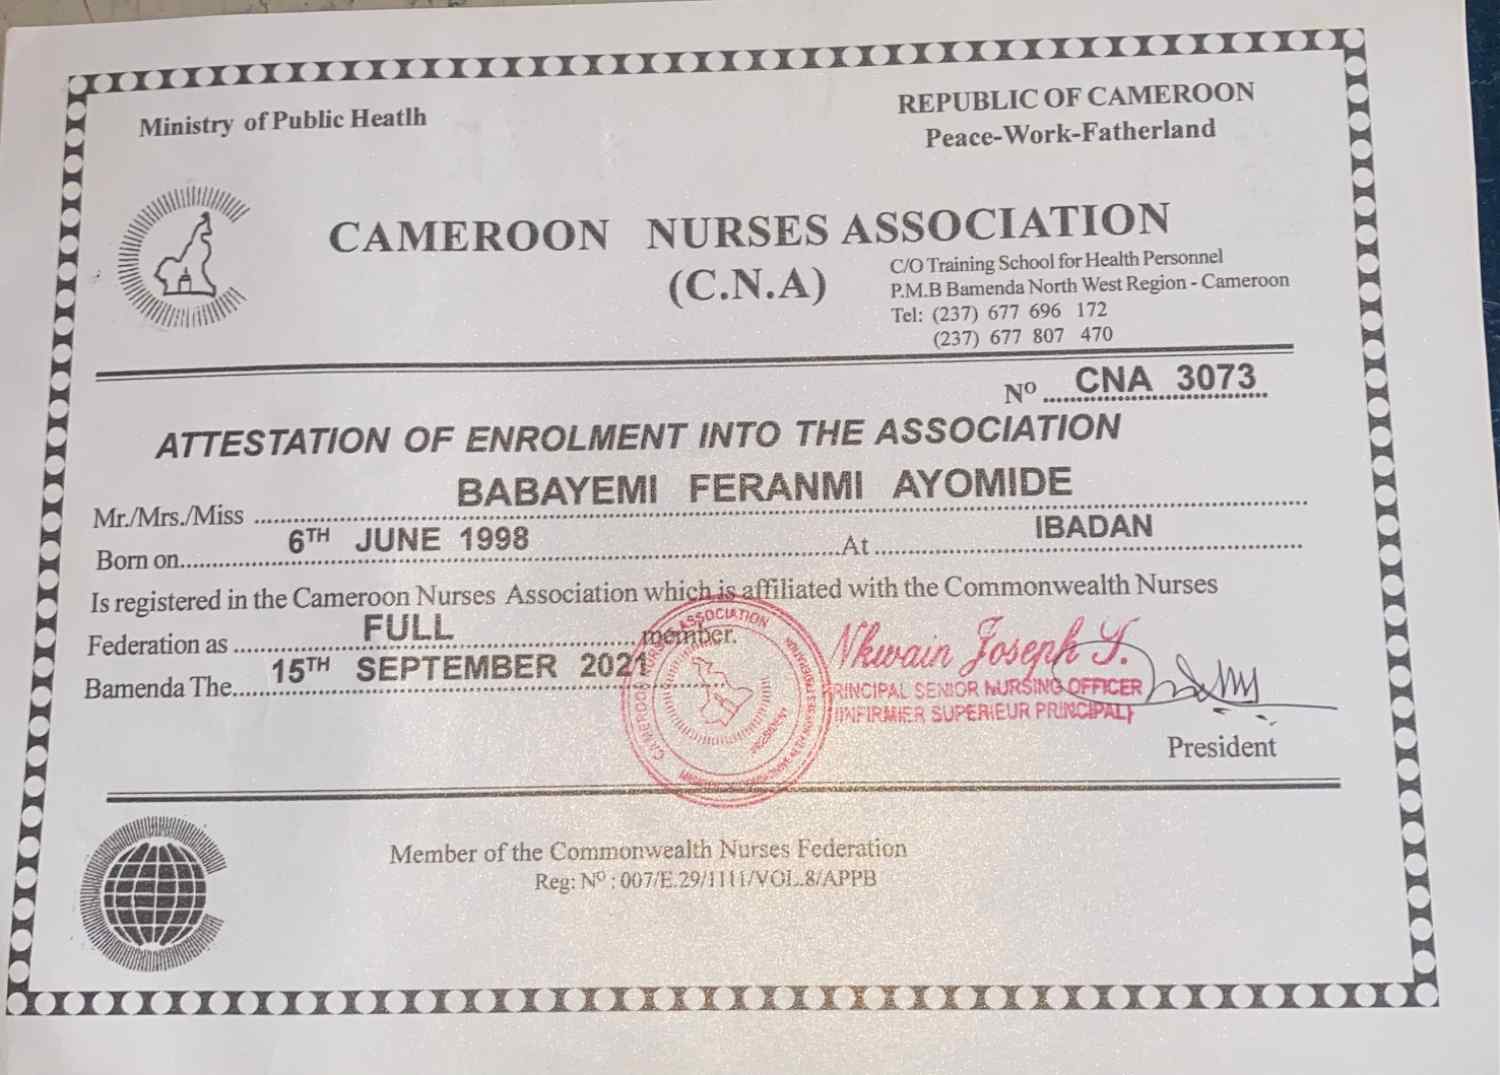 Ministry of Public Heatlh
REPUBLIC OF CAMEROON
Peace-Work-Fatherland
CAMEROON NURSES ASSOCIATION
(C.N.A)
C/O Training School for Health Personnel
P.M.B Bamenda North West Region - Cameroon
Tel: (237) 677 696 172
(237) 677 807 470
Nº CNA 3073
ATTESTATION OF ENROLMENT INTO THE ASSOCIATION
Mr./Mrs./Miss BABAYEMI FERANMI AYOMIDE
Born on 6TH JUNE 1998 At IBADAN
Is registered in the Cameroon Nurses Association which is affiliated with the Commonwealth Nurses
Federation as FULL member.
Bamenda The 15TH SEPTEMBER 2021
CAMEROON NURSES ASSOCIATION
Nkwain Joseph Y.
PRINCIPAL SENIOR NURSING OFFICER
(INFIRMIER SUPERIEUR PRINCIPAL)
President
Member of the Commonwealth Nurses Federation
Reg: Nº : 007/E.29/1111/VOL.8/APPB